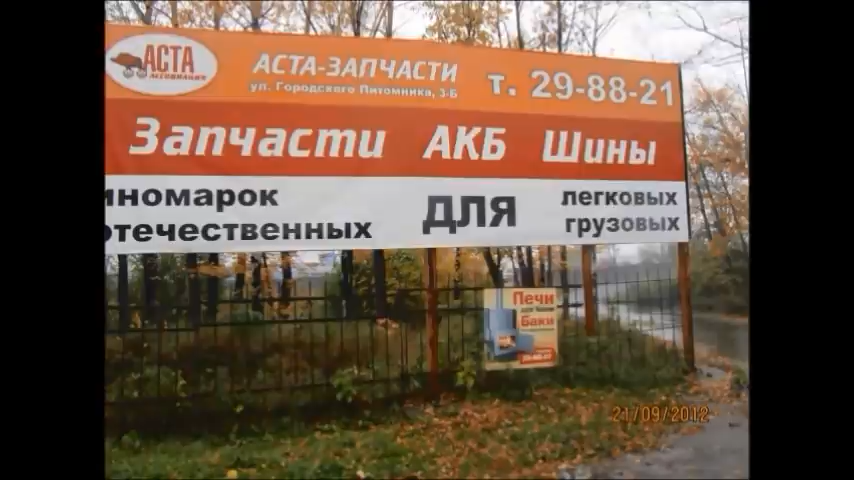 АСТА
АССОЦИАЦИЯ
АСТА-ЗАПЧАСТИ
ул. Городского Питомника, 3-Б
т. 29-88-21
Запчасти АКБ Шины
иномарок
отечественных
ДЛЯ
легковых
грузовых
Печи
Баки
21/09/2012